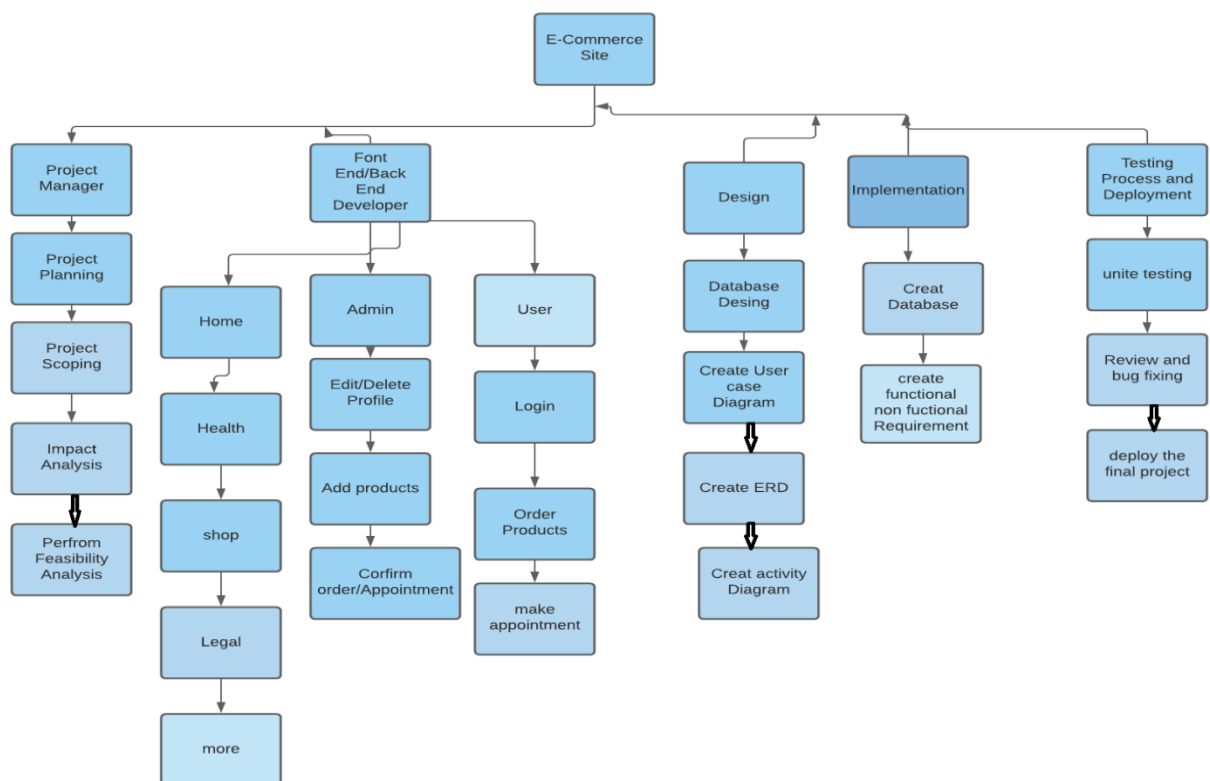 E-Commerce
Site
Project
Manager
Font
End/Back
End
Developer
Design
Implementation
Testing
Process and
Deployment
Project
Planning
Home
Admin
User
Database
Desing
Creat
Database
unite testing
Project
Scoping
Edit/Delete
Profile
Login
Create User
case
Diagram
create
functional
non fuctional
Requirement
Review and
bug fixing
Impact
Analysis
Health
Add products
Order
Products
Create ERD
deploy the
final project
Perfrom
Feasibility
Analysis
shop
Corfirm
order/Appointment
make
appointment
Creat activity
Diagram
Legal
more